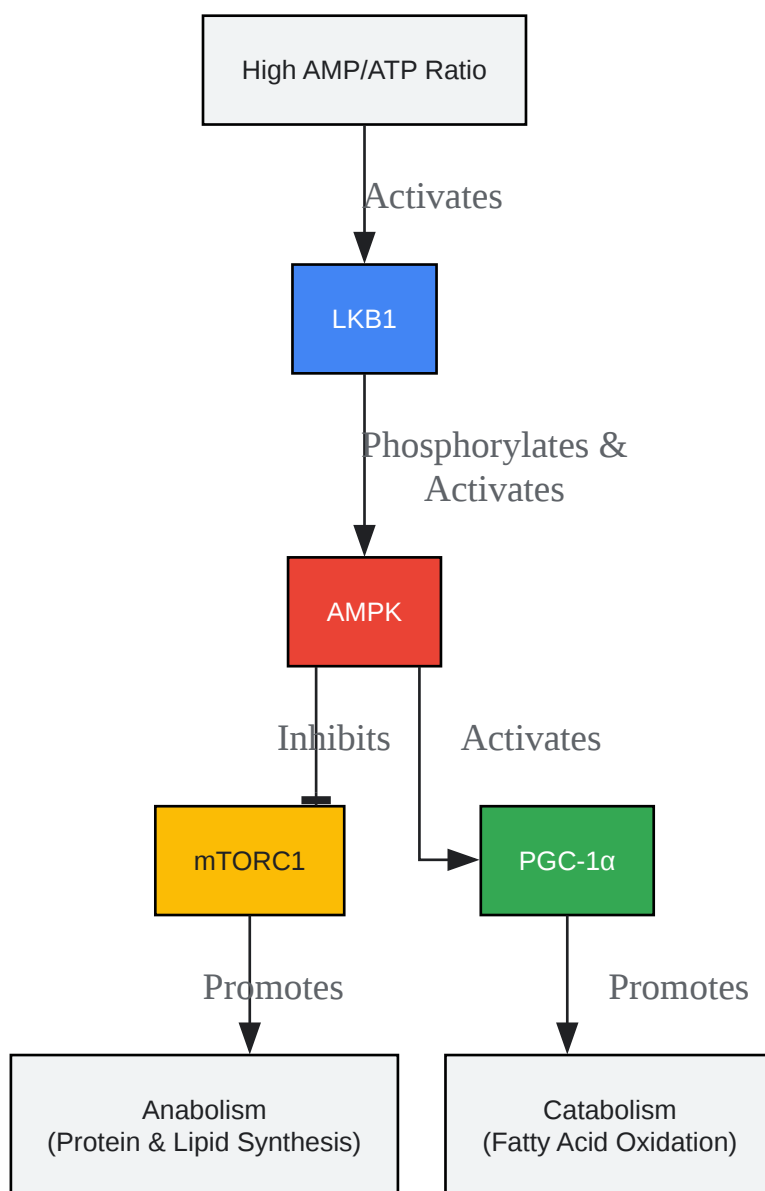 High AMP/ATP Ratio
Activates
LKB1
Phosphorylates &
Activates
AMPK
Inhibits
Activates
mTORC1
PGC-1α
Promotes
Promotes
Anabolism
(Protein & Lipid Synthesis)
Catabolism
(Fatty Acid Oxidation)